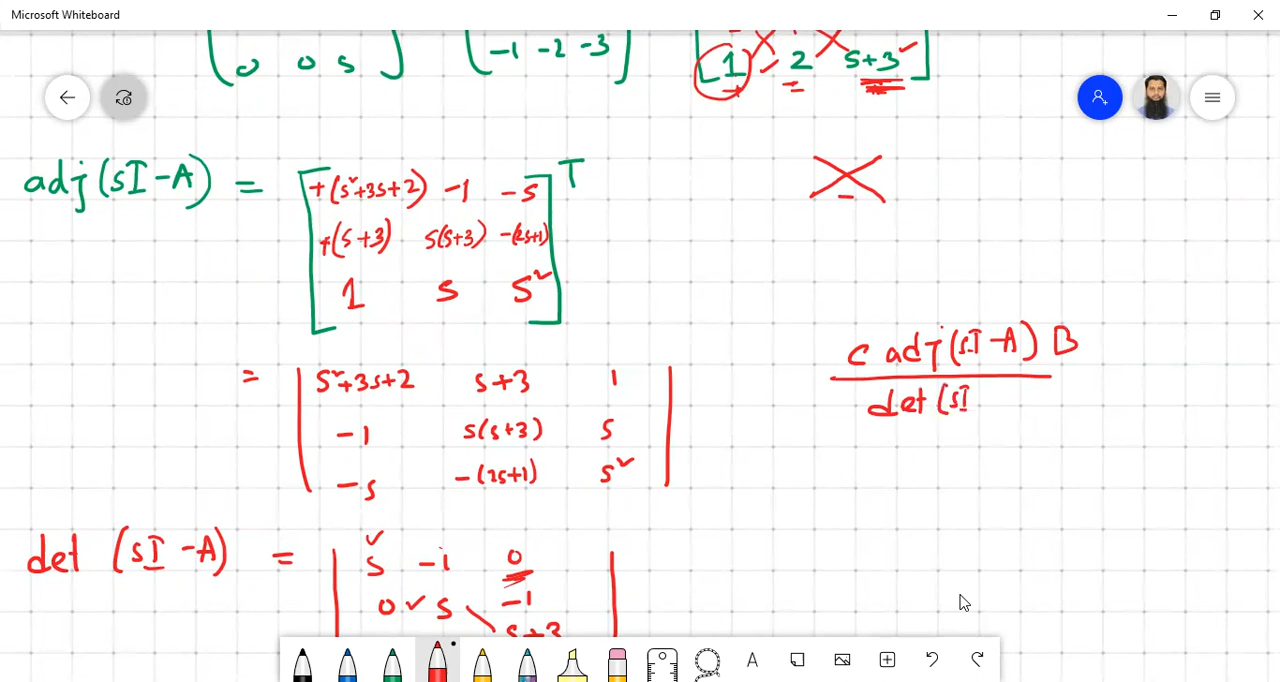 Microsoft Whiteboard
0 0 s -1 -2 -3 1 2 s+3
adj(sI-A) = +(s²+3s+2) -1 -s T
+(s+3) s(s+3) -(2s+1)
1 s s²
= s²+3s+2 s+3 1
-1 s(s+3) s
-s -(2s+1) s²
C adj(sI-A) B
det(sI
det (sI-A) = s -1 0
0 s -1
s+3
A